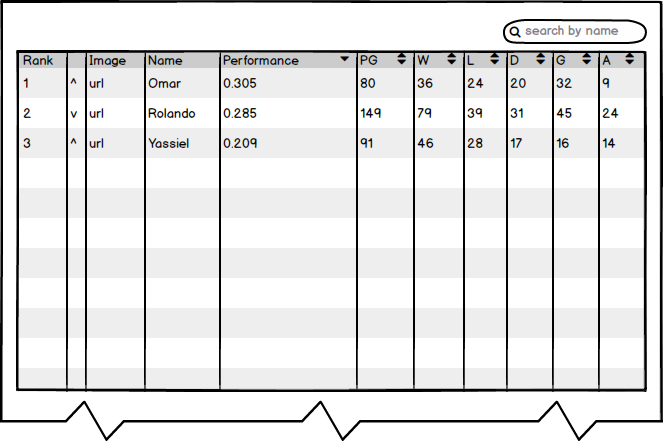 search by name
Rank Image Name Performance PG W L D G A
1 ^ url Omar 0.305 80 36 24 20 32 9
2 v url Rolando 0.285 149 79 39 31 45 24
3 ^ url Yassiel 0.209 91 46 28 17 16 14